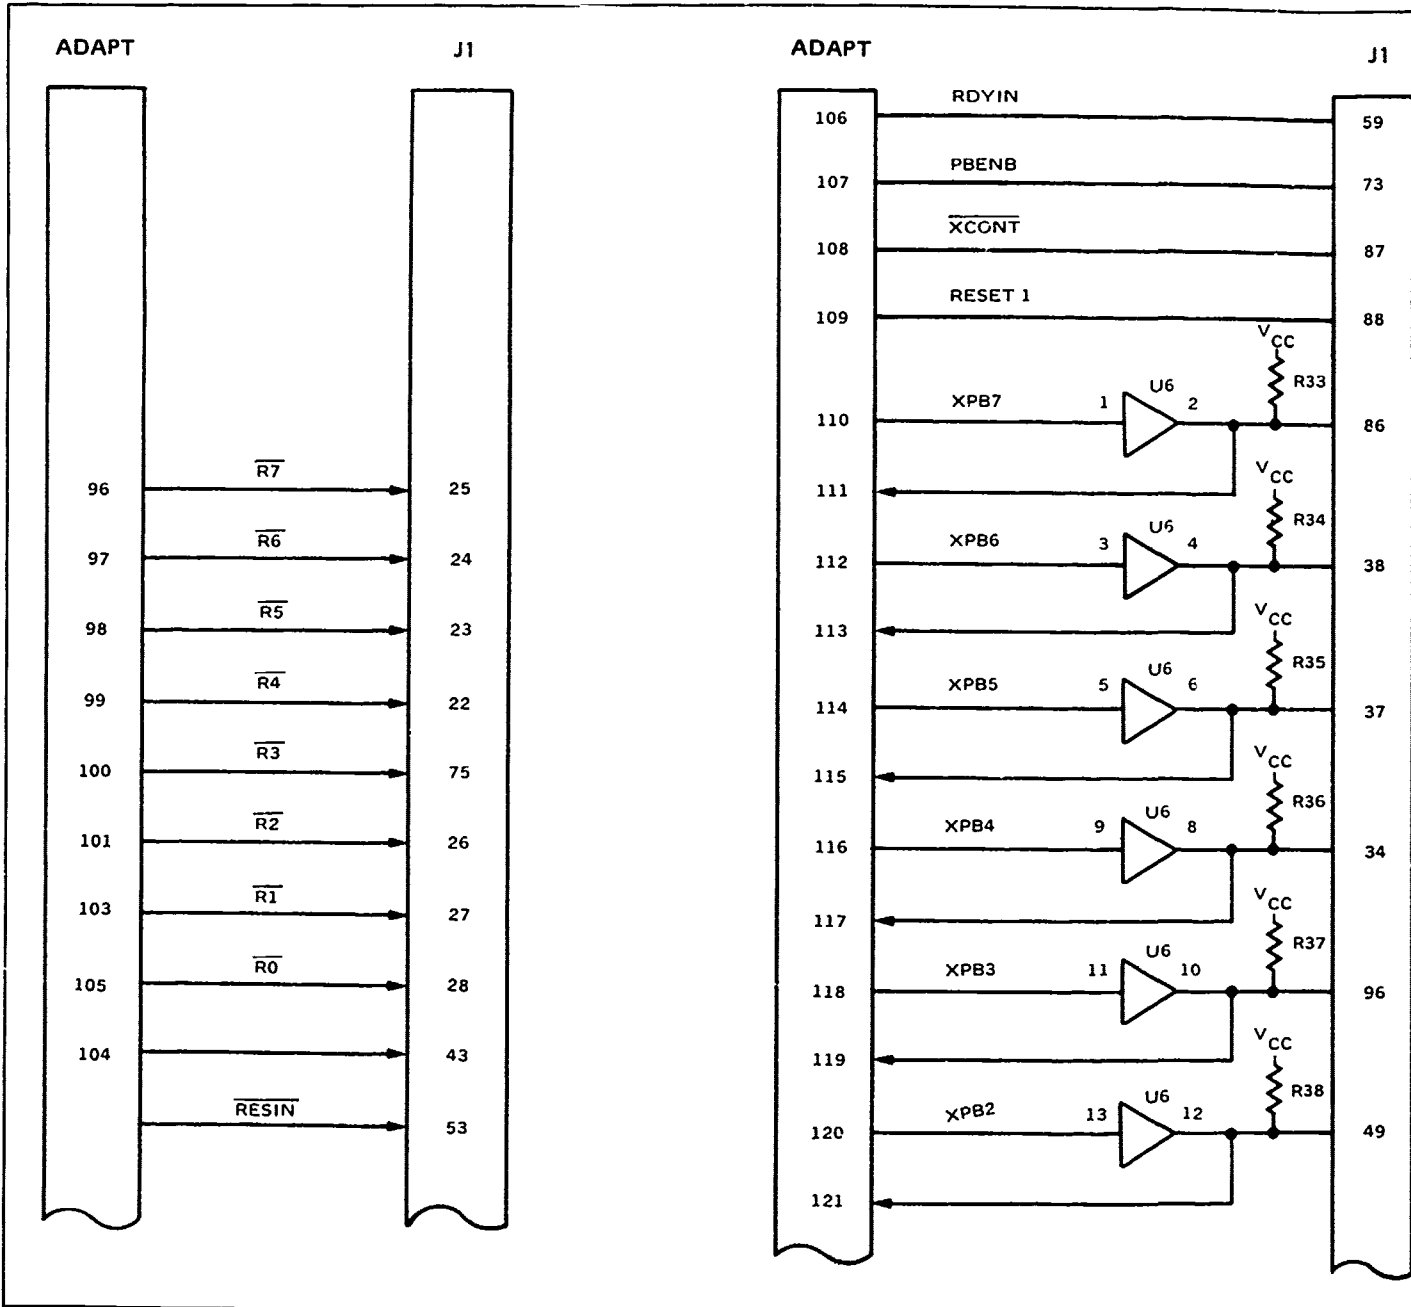 ADAPT J1
96 R7 25
97 R6 24
98 R5 23
99 R4 22
100 R3 75
101 R2 26
103 R1 27
105 R0 28
104 43
RESIN 53
ADAPT J1
106 RDYIN 59
107 PBENB 73
108 XCONT 87
109 RESET 1 88
VCC
R33
U6
110 XPB7 1 2 86
111
VCC
R34
U6
112 XPB6 3 4 38
113
VCC
R35
U6
114 XPB5 5 6 37
115
VCC
R36
U6
116 XPB4 9 8 34
117
VCC
R37
U6
118 XPB3 11 10 96
119
VCC
R38
U6
120 XPB2 13 12 49
121